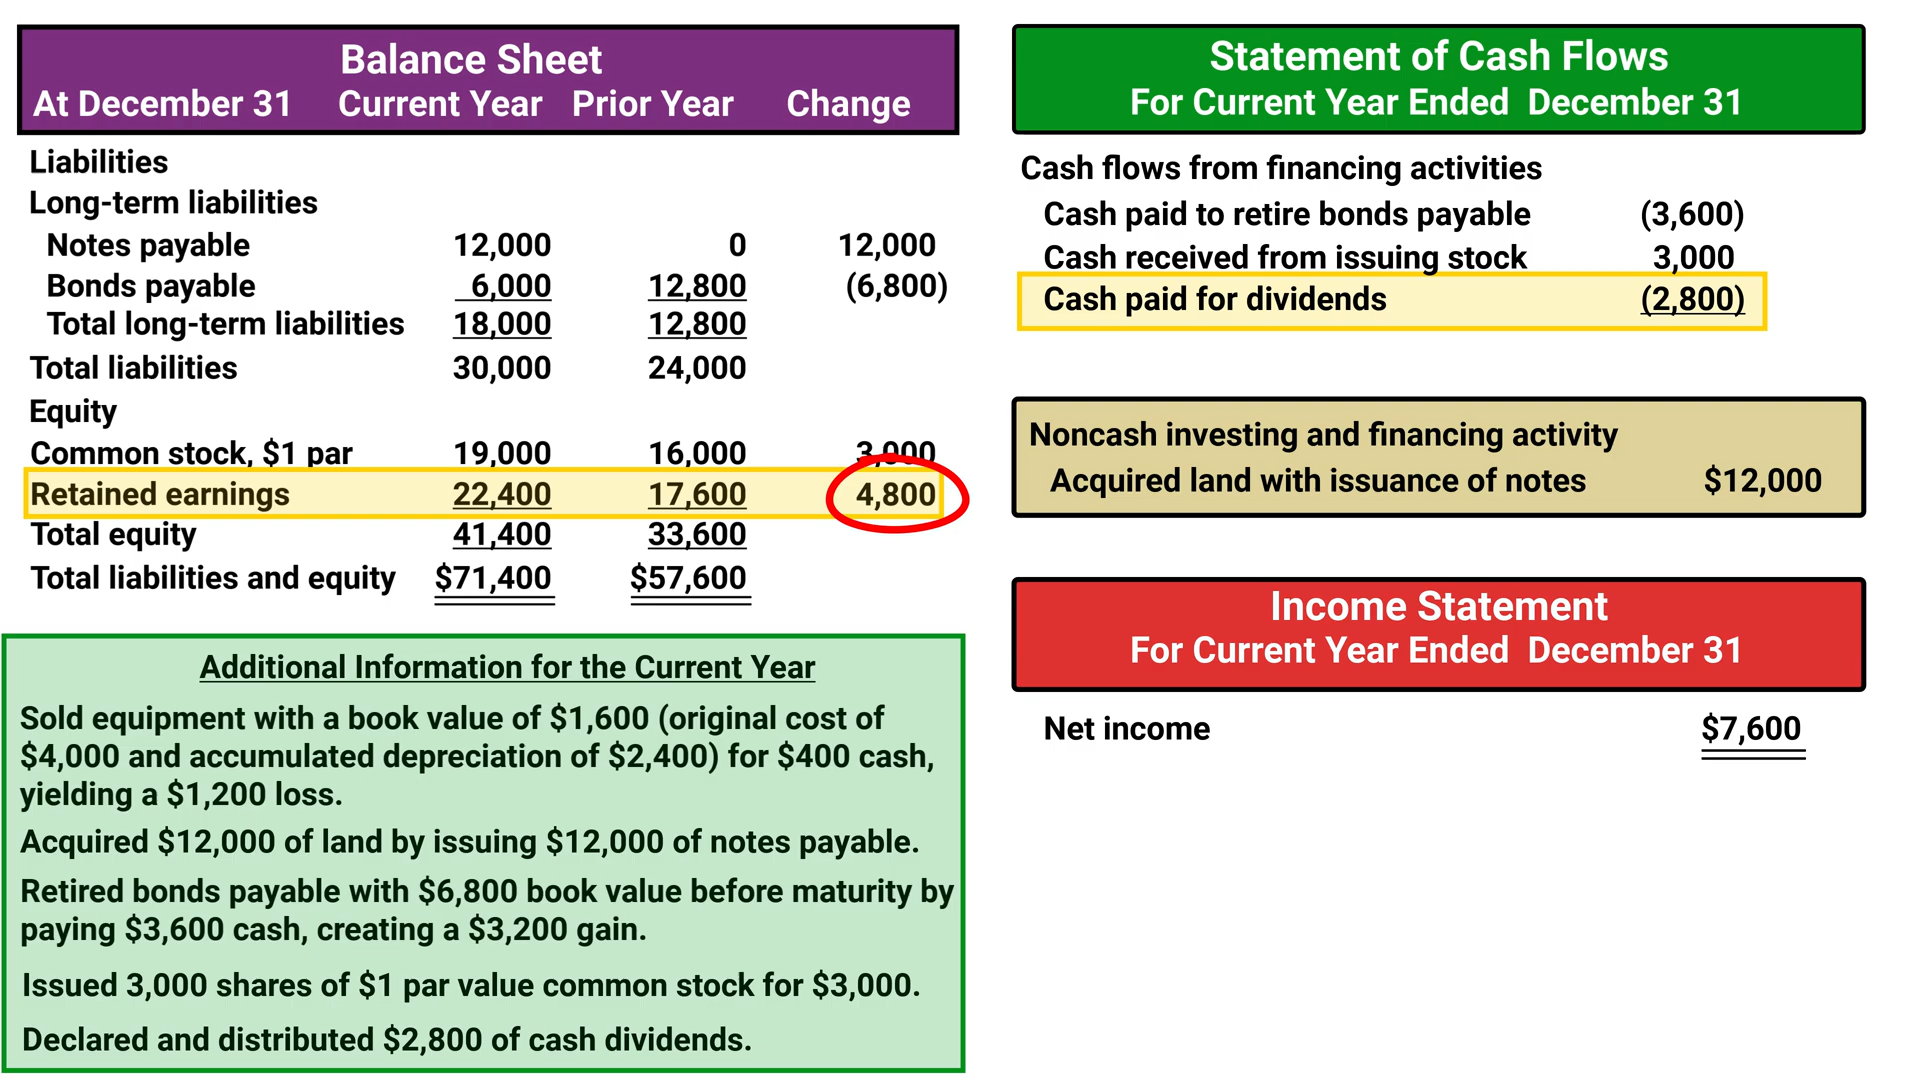 Balance Sheet
At December 31 Current Year Prior Year Change
Liabilities
Long-term liabilities
Notes payable 12,000 0 12,000
Bonds payable 6,000 12,800 (6,800)
Total long-term liabilities 18,000 12,800
Total liabilities 30,000 24,000
Equity
Common stock, $1 par 19,000 16,000 3,000
Retained earnings 22,400 17,600 4,800
Total equity 41,400 33,600
Total liabilities and equity $71,400 $57,600
Additional Information for the Current Year
Sold equipment with a book value of $1,600 (original cost of
$4,000 and accumulated depreciation of $2,400) for $400 cash,
yielding a $1,200 loss.
Acquired $12,000 of land by issuing $12,000 of notes payable.
Retired bonds payable with $6,800 book value before maturity by
paying $3,600 cash, creating a $3,200 gain.
Issued 3,000 shares of $1 par value common stock for $3,000.
Declared and distributed $2,800 of cash dividends.
Statement of Cash Flows
For Current Year Ended December 31
Cash flows from financing activities
Cash paid to retire bonds payable (3,600)
Cash received from issuing stock 3,000
Cash paid for dividends (2,800)
Noncash investing and financing activity
Acquired land with issuance of notes $12,000
Income Statement
For Current Year Ended December 31
Net income $7,600